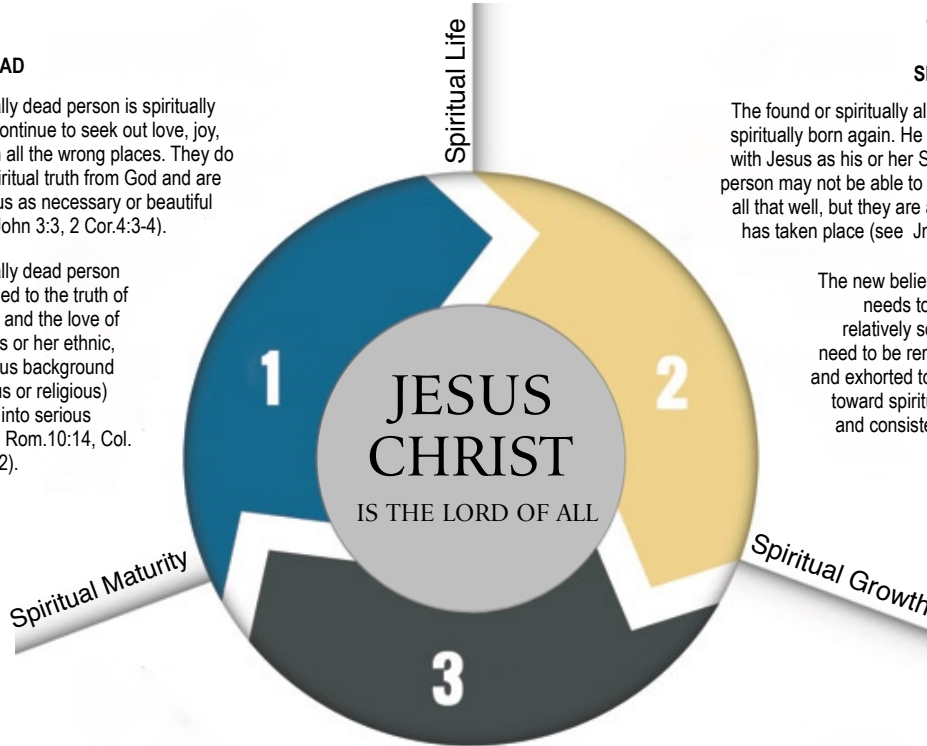 AD
ally dead person is spiritually
ontinue to seek out love, joy,
all the wrong places. They do
iritual truth from God and are
us as necessary or beautiful
ohn 3:3, 2 Cor.4:3-4).
ally dead person
ed to the truth of
and the love of
s or her ethnic,
us background
us or religious)
into serious
Rom.10:14, Col.
2).
Spiritual Life
The found or spiritually al
spiritually born again. He
with Jesus as his or her S
person may not be able to
all that well, but they are a
has taken place (see Jn
The new belie
needs to
relatively s
need to be re
and exhorted to
toward spiritu
and consiste
1
2
JESUS
CHRIST
IS THE LORD OF ALL
Spiritual Maturity
Spiritual Growth
3